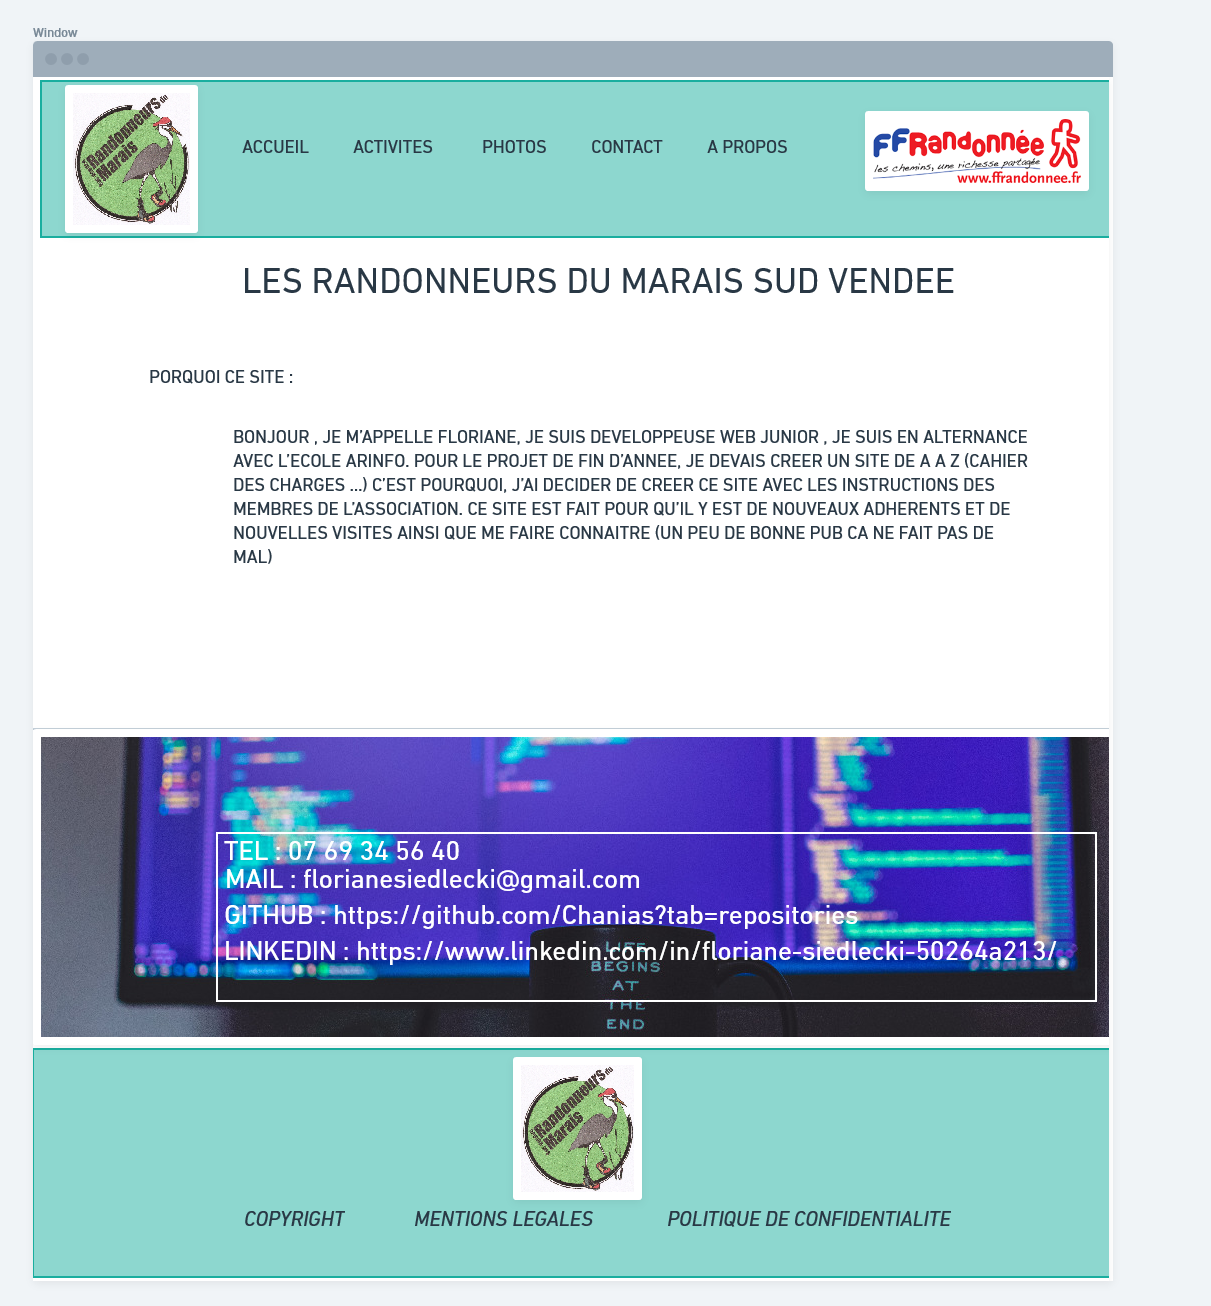 Window
Les Randonneurs du
Marais
ACCUEIL
ACTIVITES
PHOTOS
CONTACT
A PROPOS
FFRandonnée
les chemins, une richesse partagée
www.ffrandonnee.fr
LES RANDONNEURS DU MARAIS SUD VENDEE
PORQUOI CE SITE :
BONJOUR , JE M’APPELLE FLORIANE, JE SUIS DEVELOPPEUSE WEB JUNIOR , JE SUIS EN ALTERNANCE
AVEC L’ECOLE ARINFO. POUR LE PROJET DE FIN D’ANNEE, JE DEVAIS CREER UN SITE DE A A Z (CAHIER
DES CHARGES ...) C’EST POURQUOI, J’AI DECIDER DE CREER CE SITE AVEC LES INSTRUCTIONS DES
MEMBRES DE L’ASSOCIATION. CE SITE EST FAIT POUR QU’IL Y EST DE NOUVEAUX ADHERENTS ET DE
NOUVELLES VISITES AINSI QUE ME FAIRE CONNAITRE (UN PEU DE BONNE PUB CA NE FAIT PAS DE
MAL)
TEL : 07 69 34 56 40
MAIL : florianesiedlecki@gmail.com
GITHUB : https://github.com/Chanias?tab=repositories
LINKEDIN : https://www.linkedin.com/in/floriane-siedlecki-50264a213/
LIFE
BEGINS
AT
THE
END
Randonneurs du
Marais
COPYRIGHT
MENTIONS LEGALES
POLITIQUE DE CONFIDENTIALITE